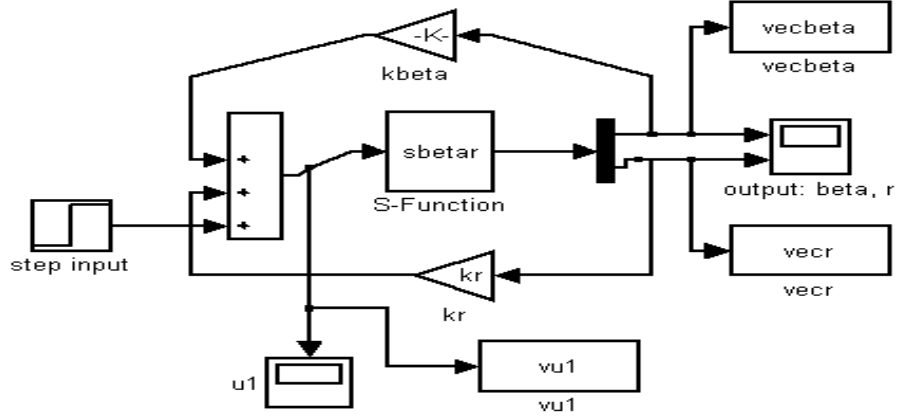 -K-
kbeta
vecbeta
vecbeta
+
+
+
sbetar
S-Function
output: beta, r
step input
kr
kr
vecr
vecr
u1
vu1
vu1